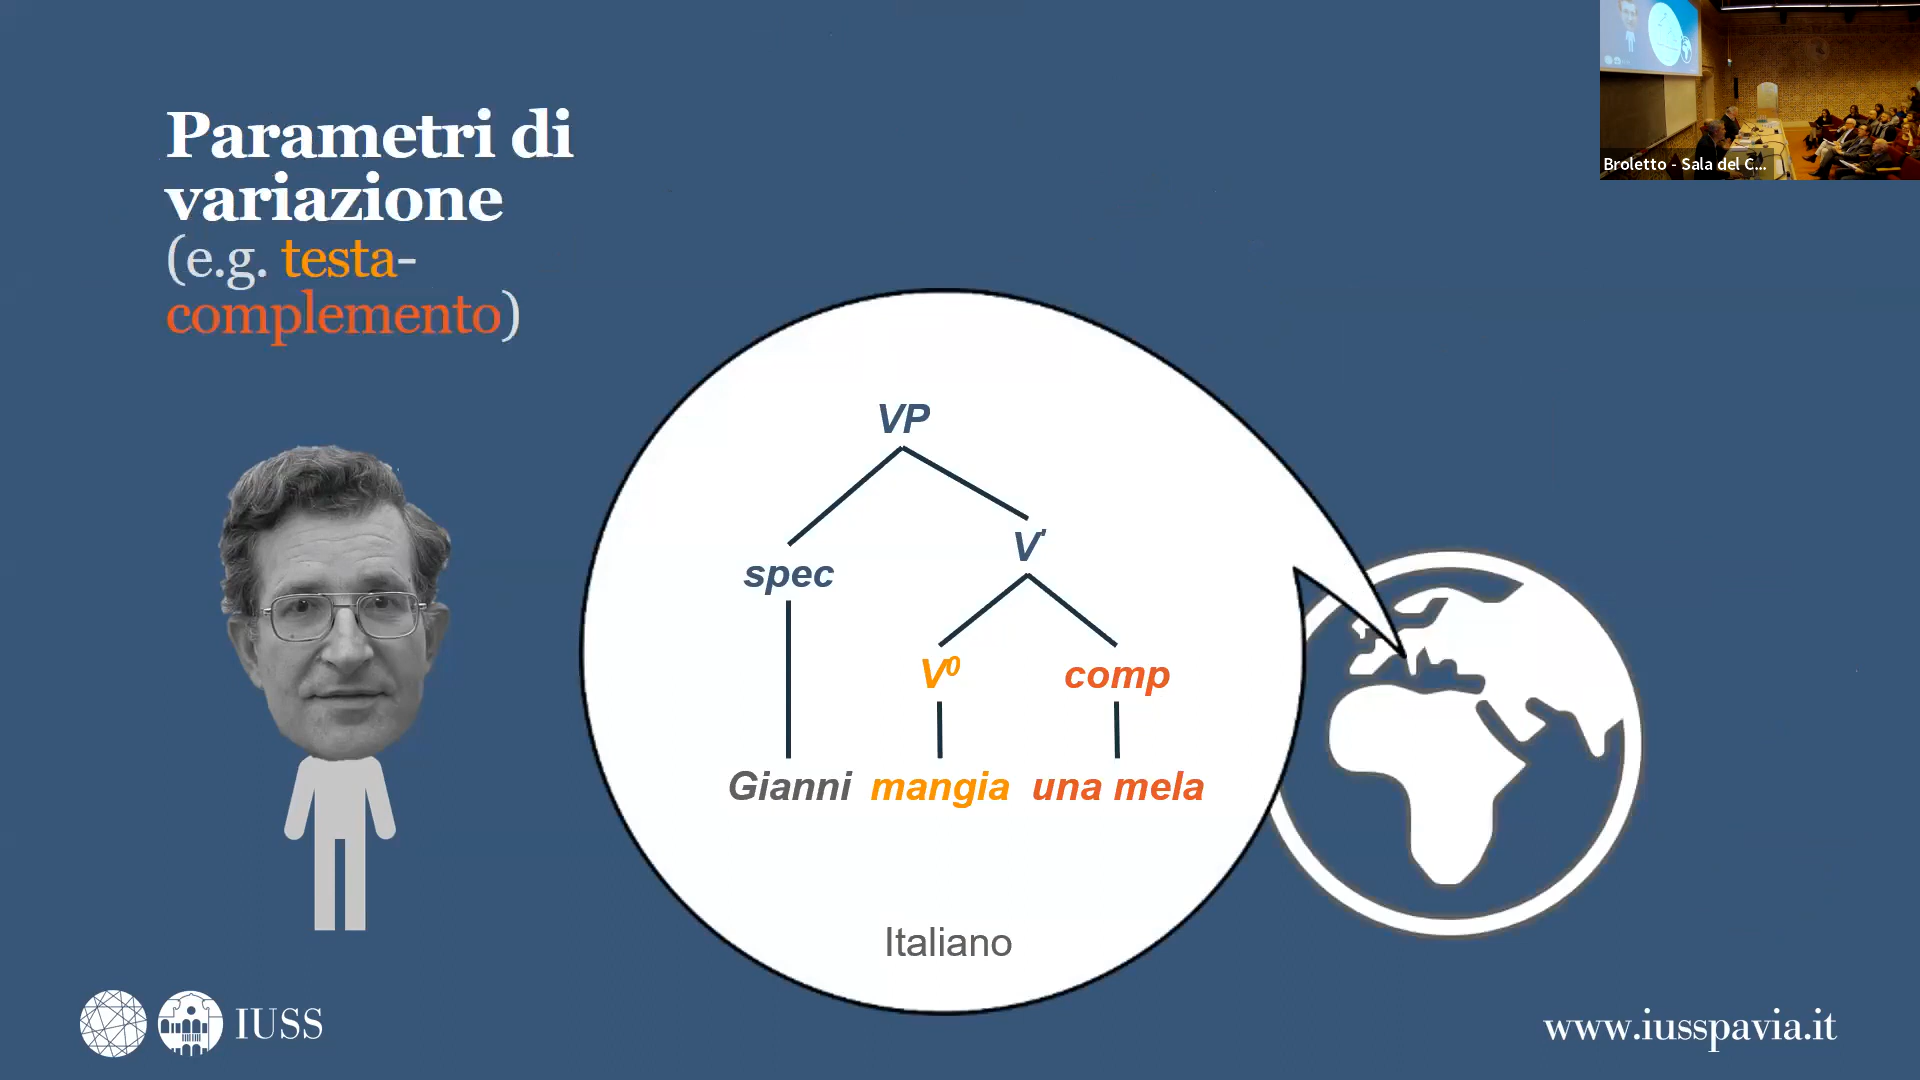 Parametri di
variazione
(e.g. testa-
complemento)
Broletto - Sala del C...
VP
V'
spec
V⁰ comp
Gianni mangia una mela
Italiano
IUSS
www.iusspavia.it